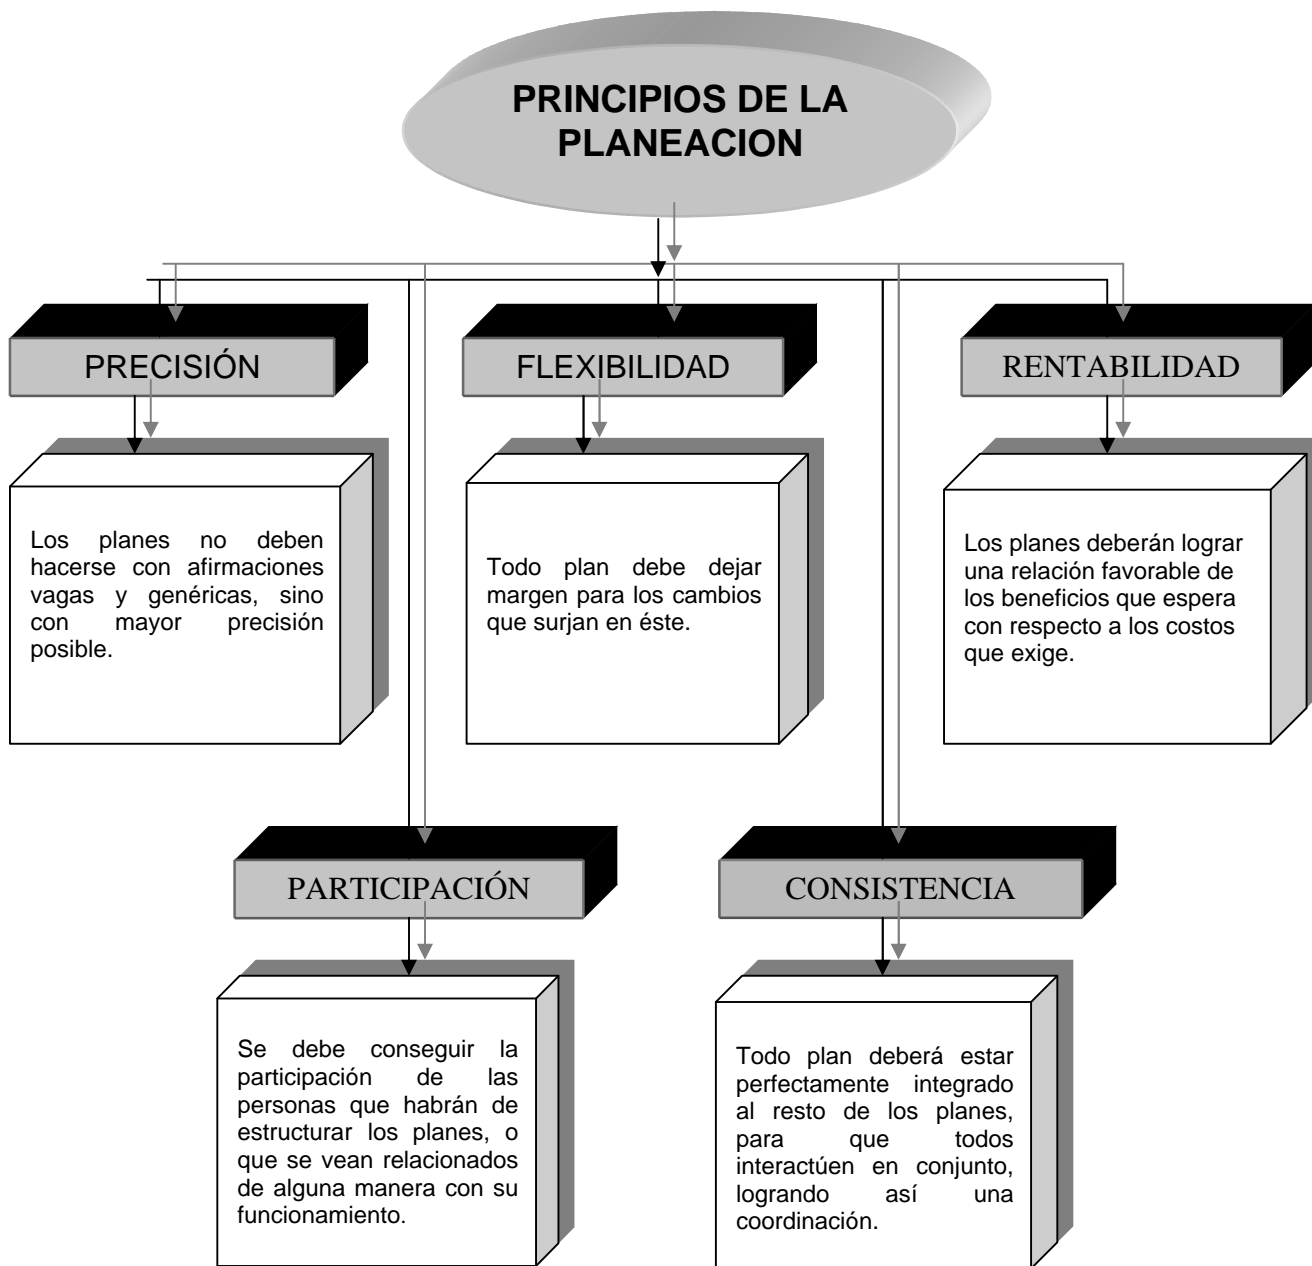 PRINCIPIOS DE LA
PLANEACION
PRECISIÓN
Los planes no deben
hacerse con afirmaciones
vagas y genéricas, sino
con mayor precisión
posible.
FLEXIBILIDAD
Todo plan debe dejar
margen para los cambios
que surjan en éste.
RENTABILIDAD
Los planes deberán lograr
una relación favorable de
los beneficios que espera
con respecto a los costos
que exige.
PARTICIPACIÓN
Se debe conseguir la
participación de las
personas que habrán de
estructurar los planes, o
que se vean relacionados
de alguna manera con su
funcionamiento.
CONSISTENCIA
Todo plan deberá estar
perfectamente integrado
al resto de los planes,
para que todos
interactúen en conjunto,
logrando así una
coordinación.